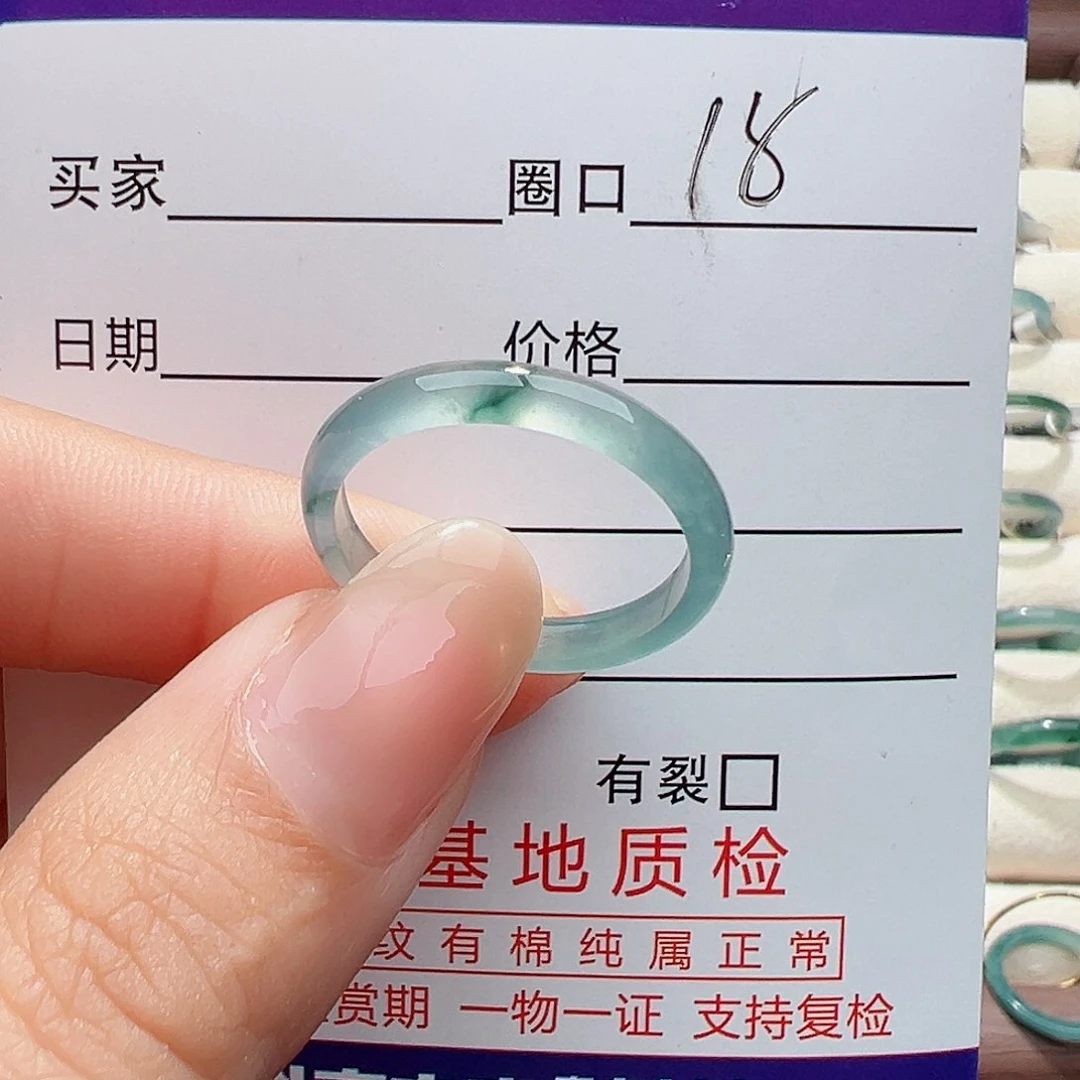 买家 圈口 18
日期 价格
有裂□
基地质检
纹有棉纯属正常
赏期 一物一证 支持复检